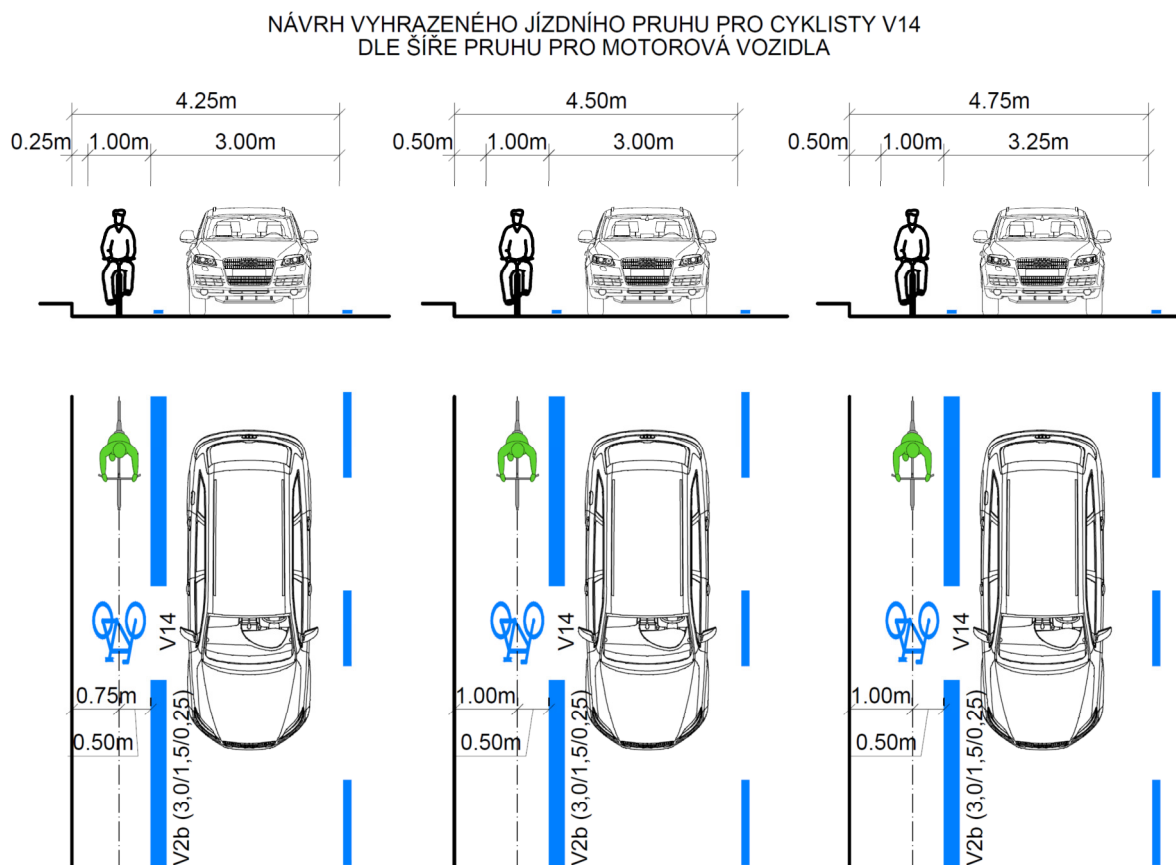 NÁVRH VYHRAZENÉHO JÍZDNÍHO PRUHU PRO CYKLISTY V14
DLE ŠÍŘE PRUHU PRO MOTOROVÁ VOZIDLA
4.25m
0.25m 1.00m 3.00m
4.50m
0.50m 1.00m 3.00m
4.75m
0.50m 1.00m 3.25m
V14
0.75m
0.50m
V2b (3,0/1,5/0,25)
V14
1.00m
0.50m
V2b (3,0/1,5/0,25)
V14
1.00m
0.50m
V2b (3,0/1,5/0,25)